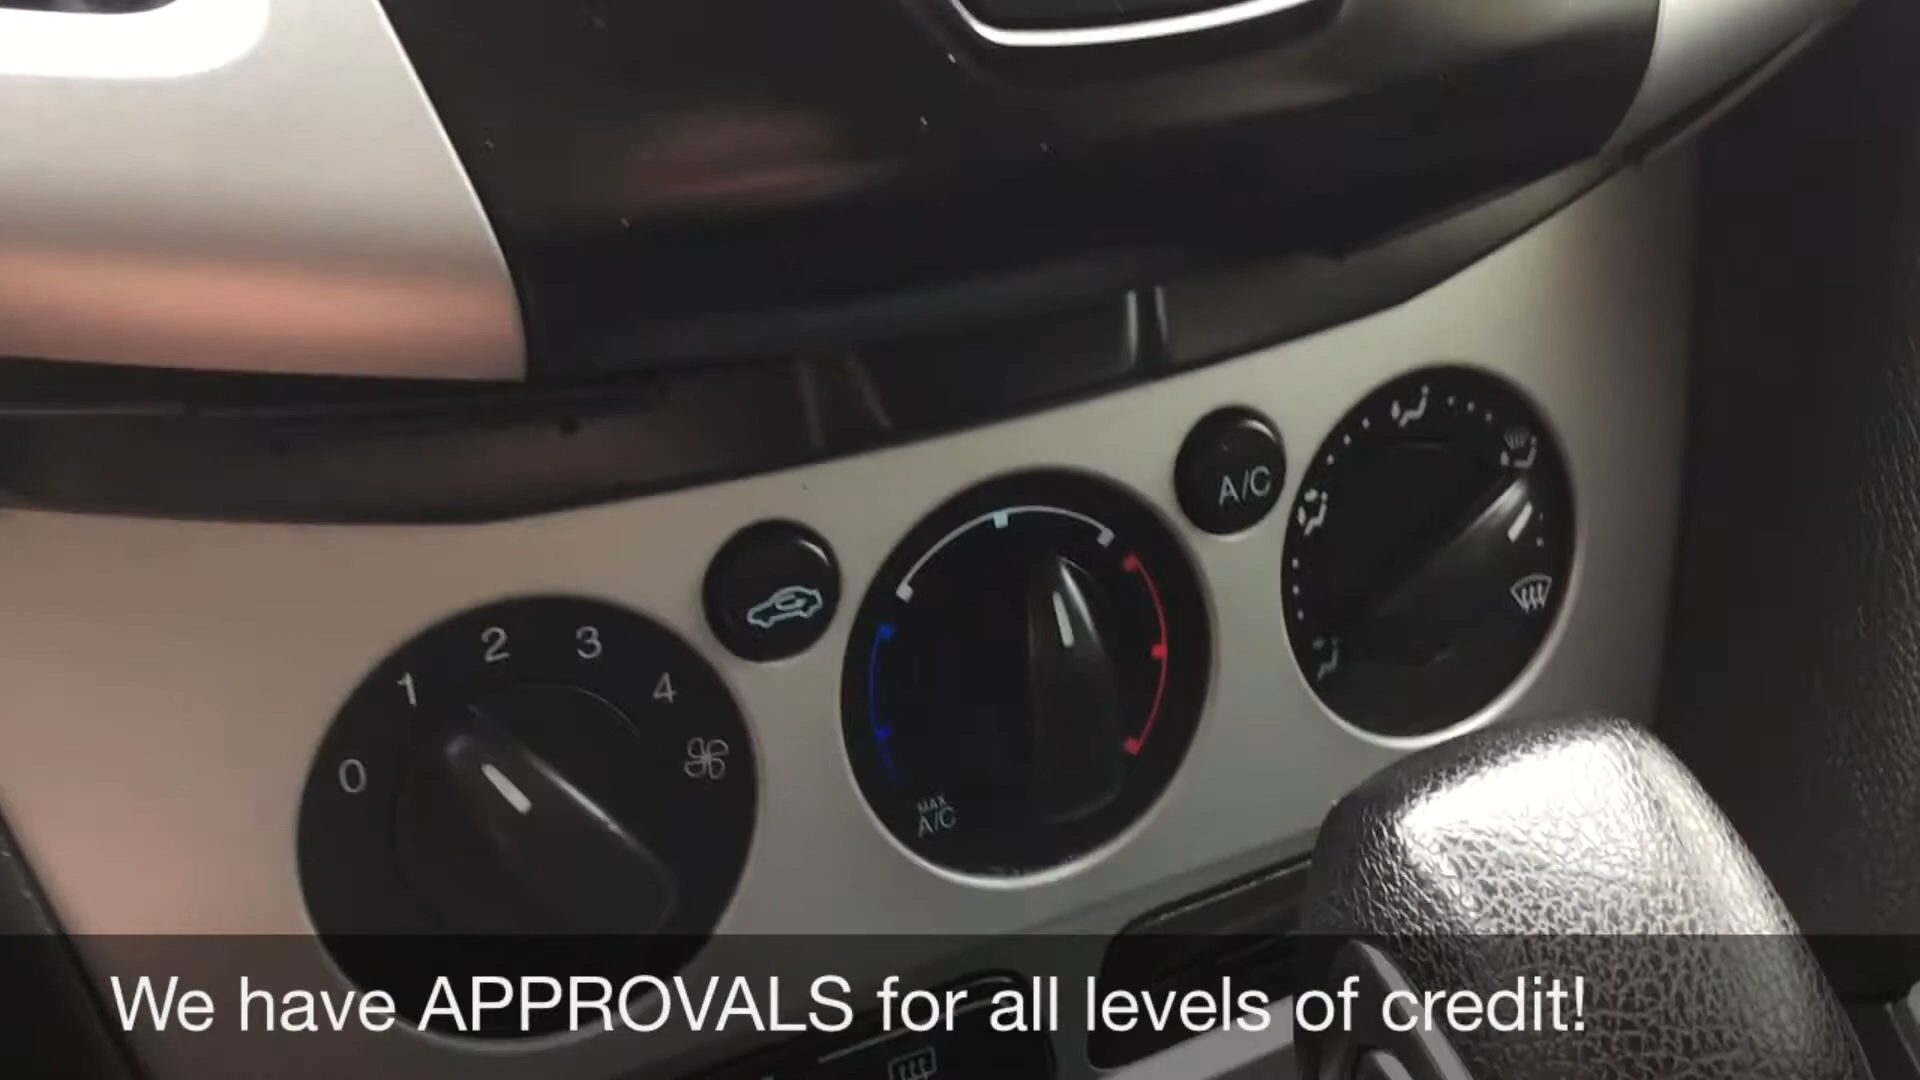 A/C
2 3
1 4
0
MAX
A/C
We have APPROVALS for all levels of credit!